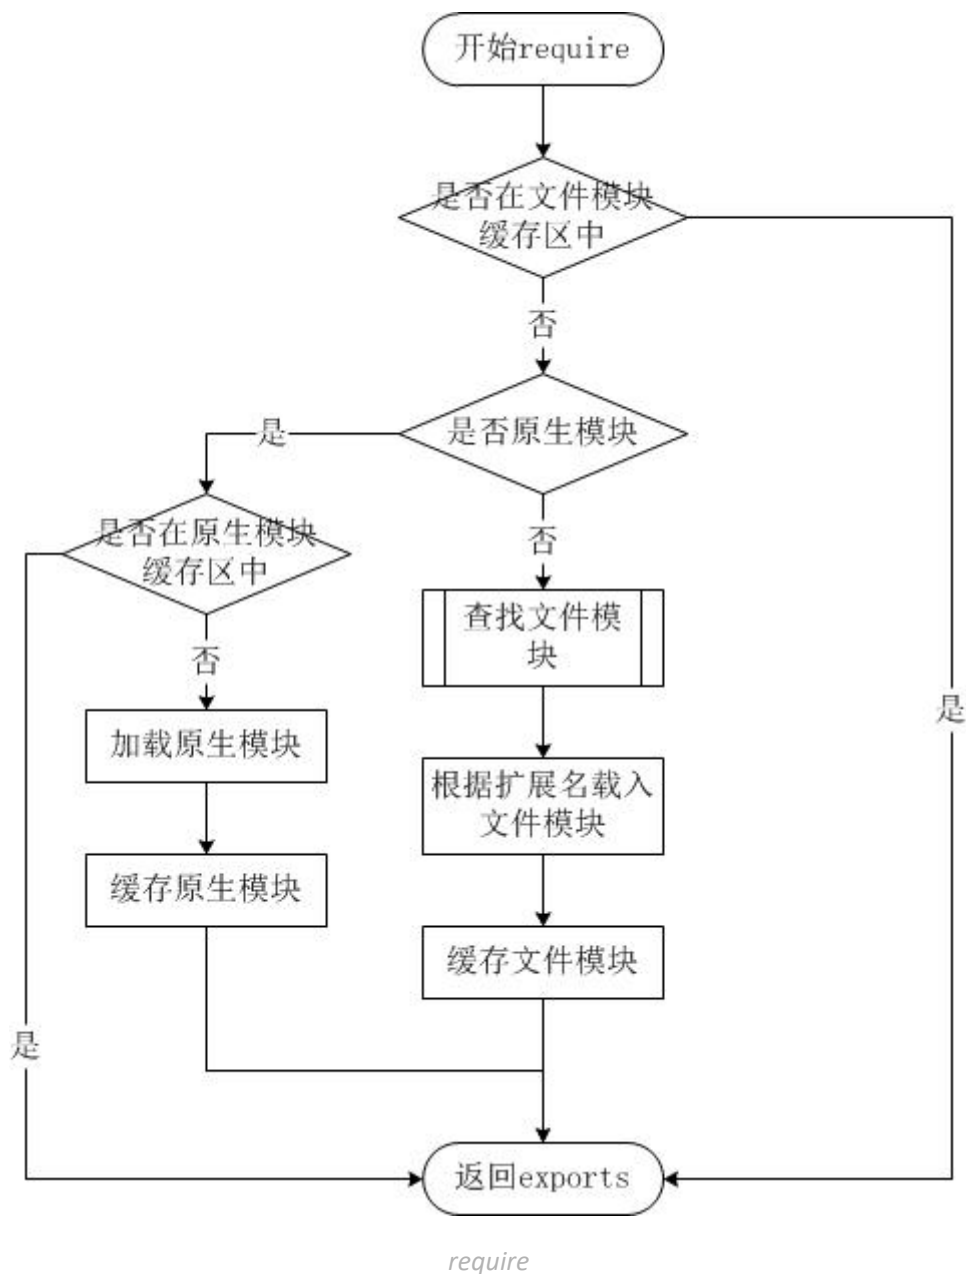 开始require
是否在文件模块
缓存区中
否
是否原生模块
是
是否在原生模块
缓存区中
否
查找文件模
块
否
加载原生模块
是
根据扩展名载入
文件模块
缓存原生模块
缓存文件模块
是
返回exports
require